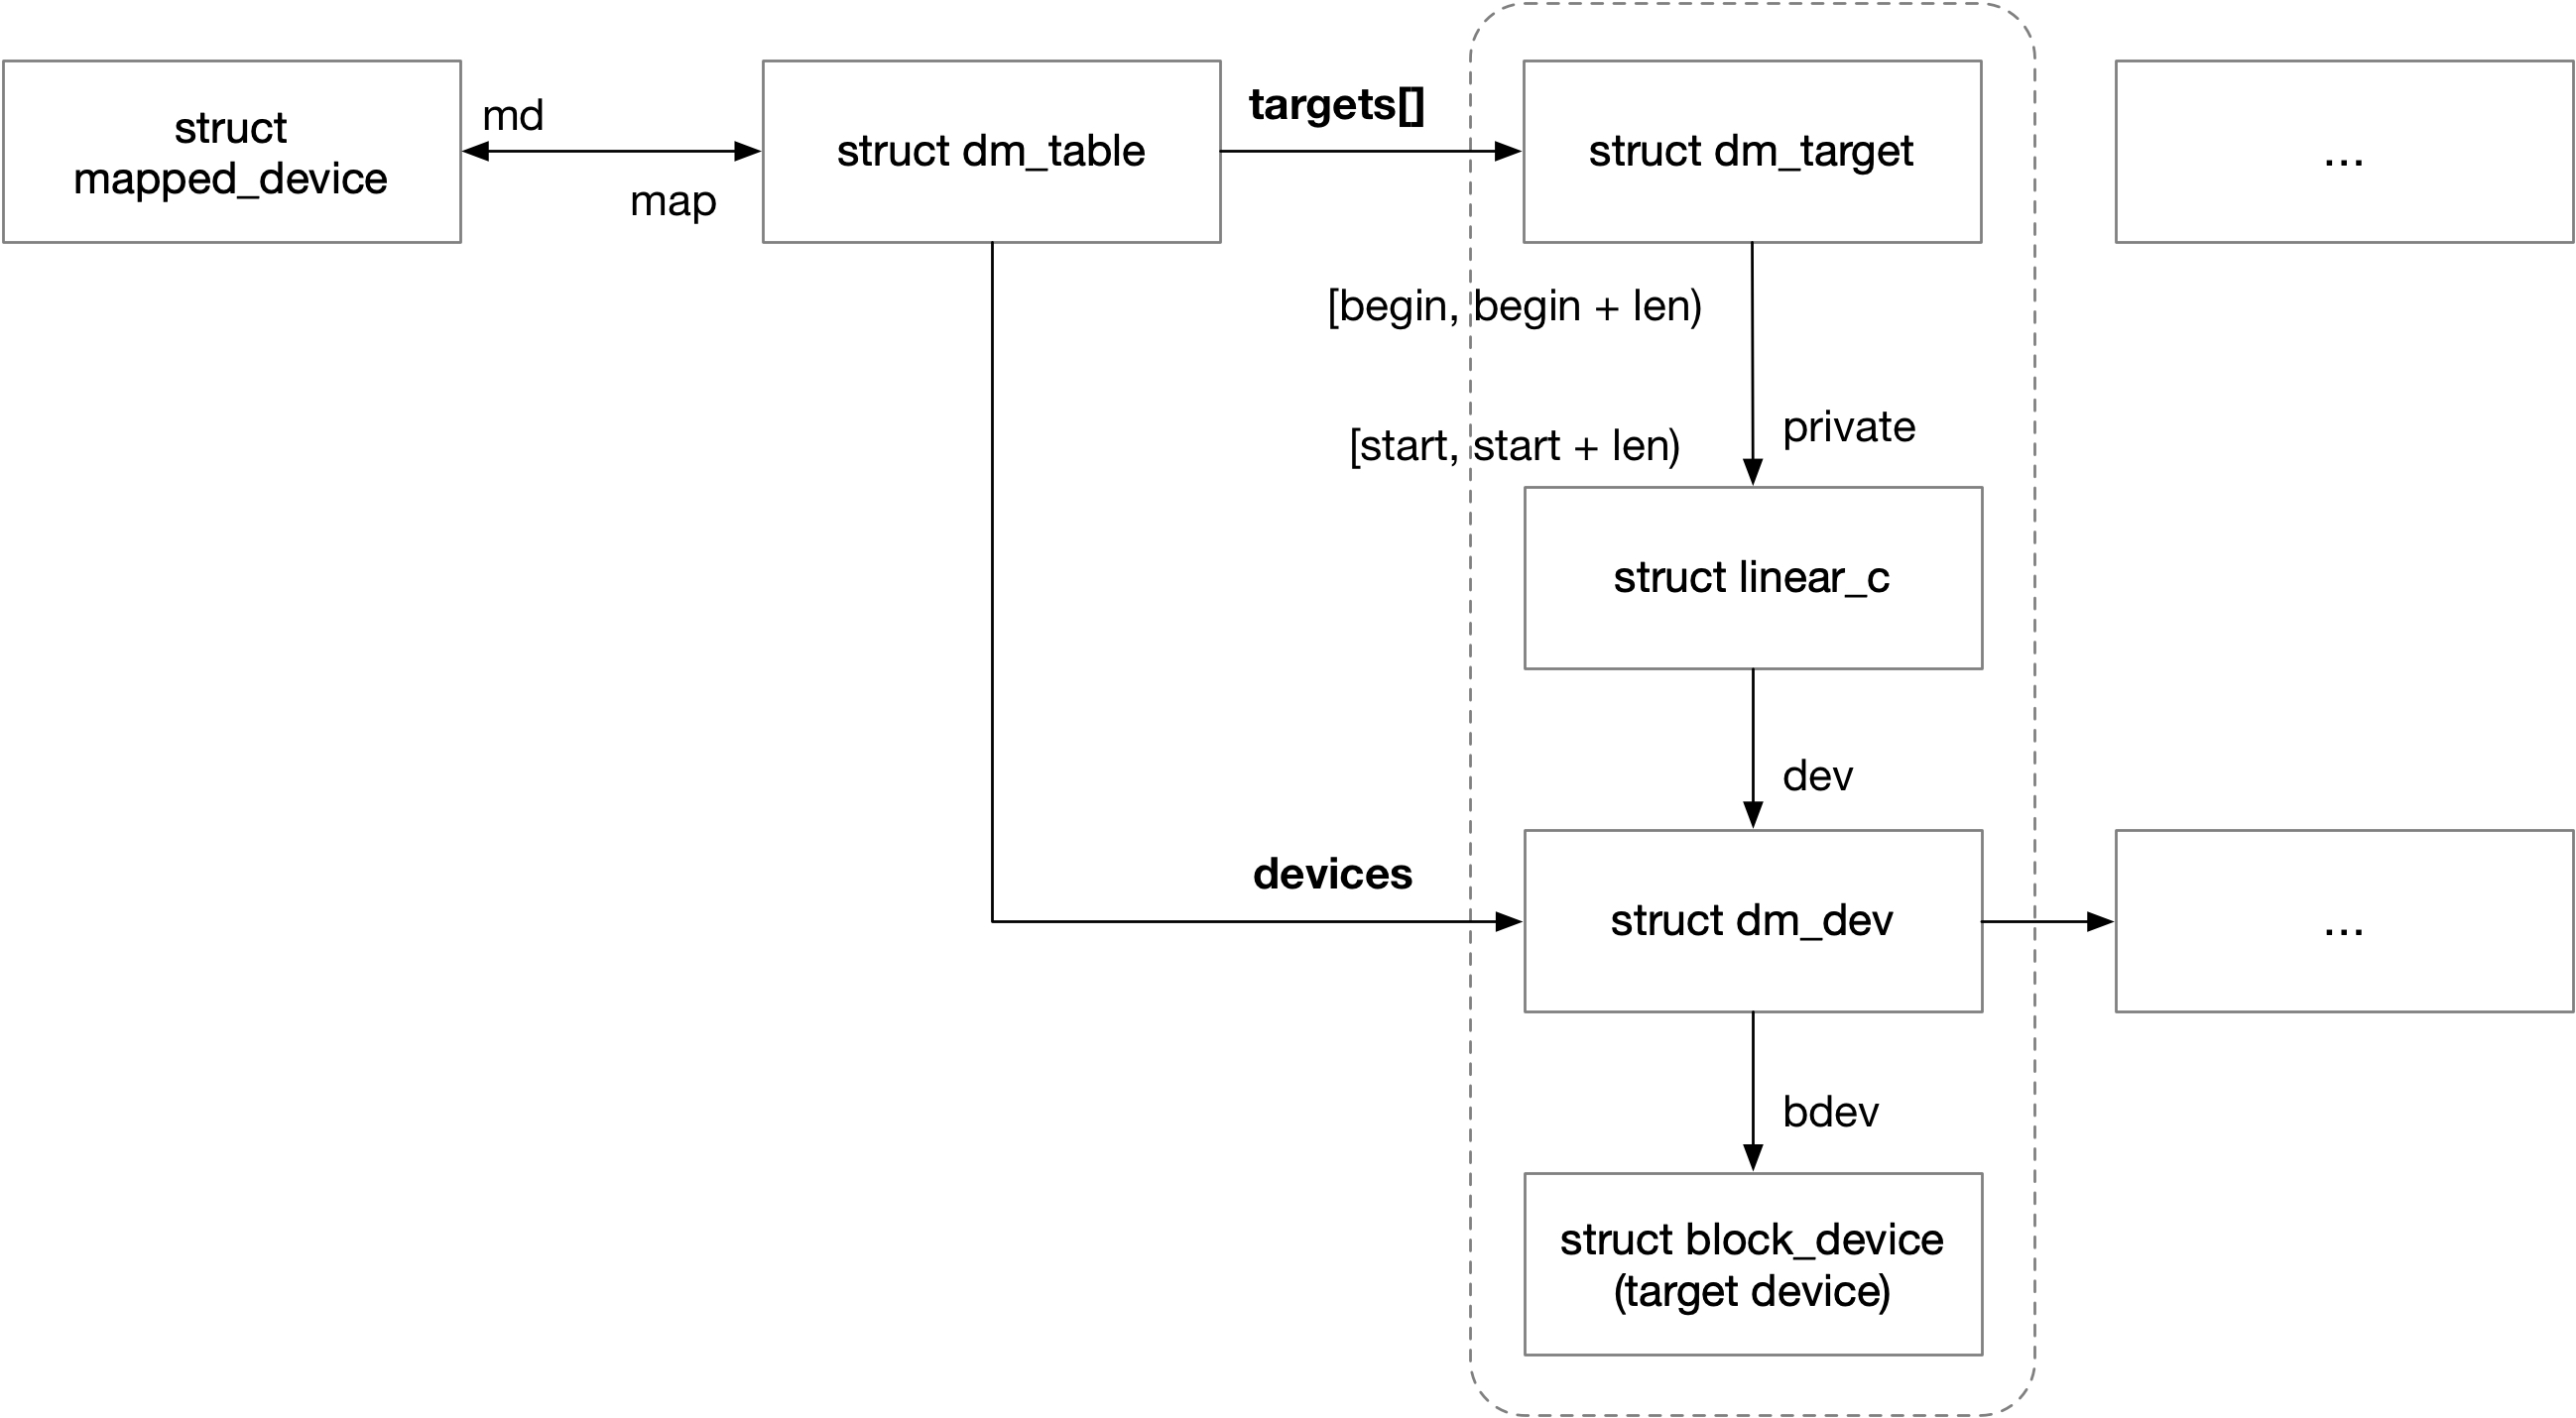 struct
mapped_device
md
map
struct dm_table
targets[]
struct dm_target
...
[begin, begin + len)
[start, start + len)
private
struct linear_c
dev
devices
struct dm_dev
...
bdev
struct block_device
(target device)